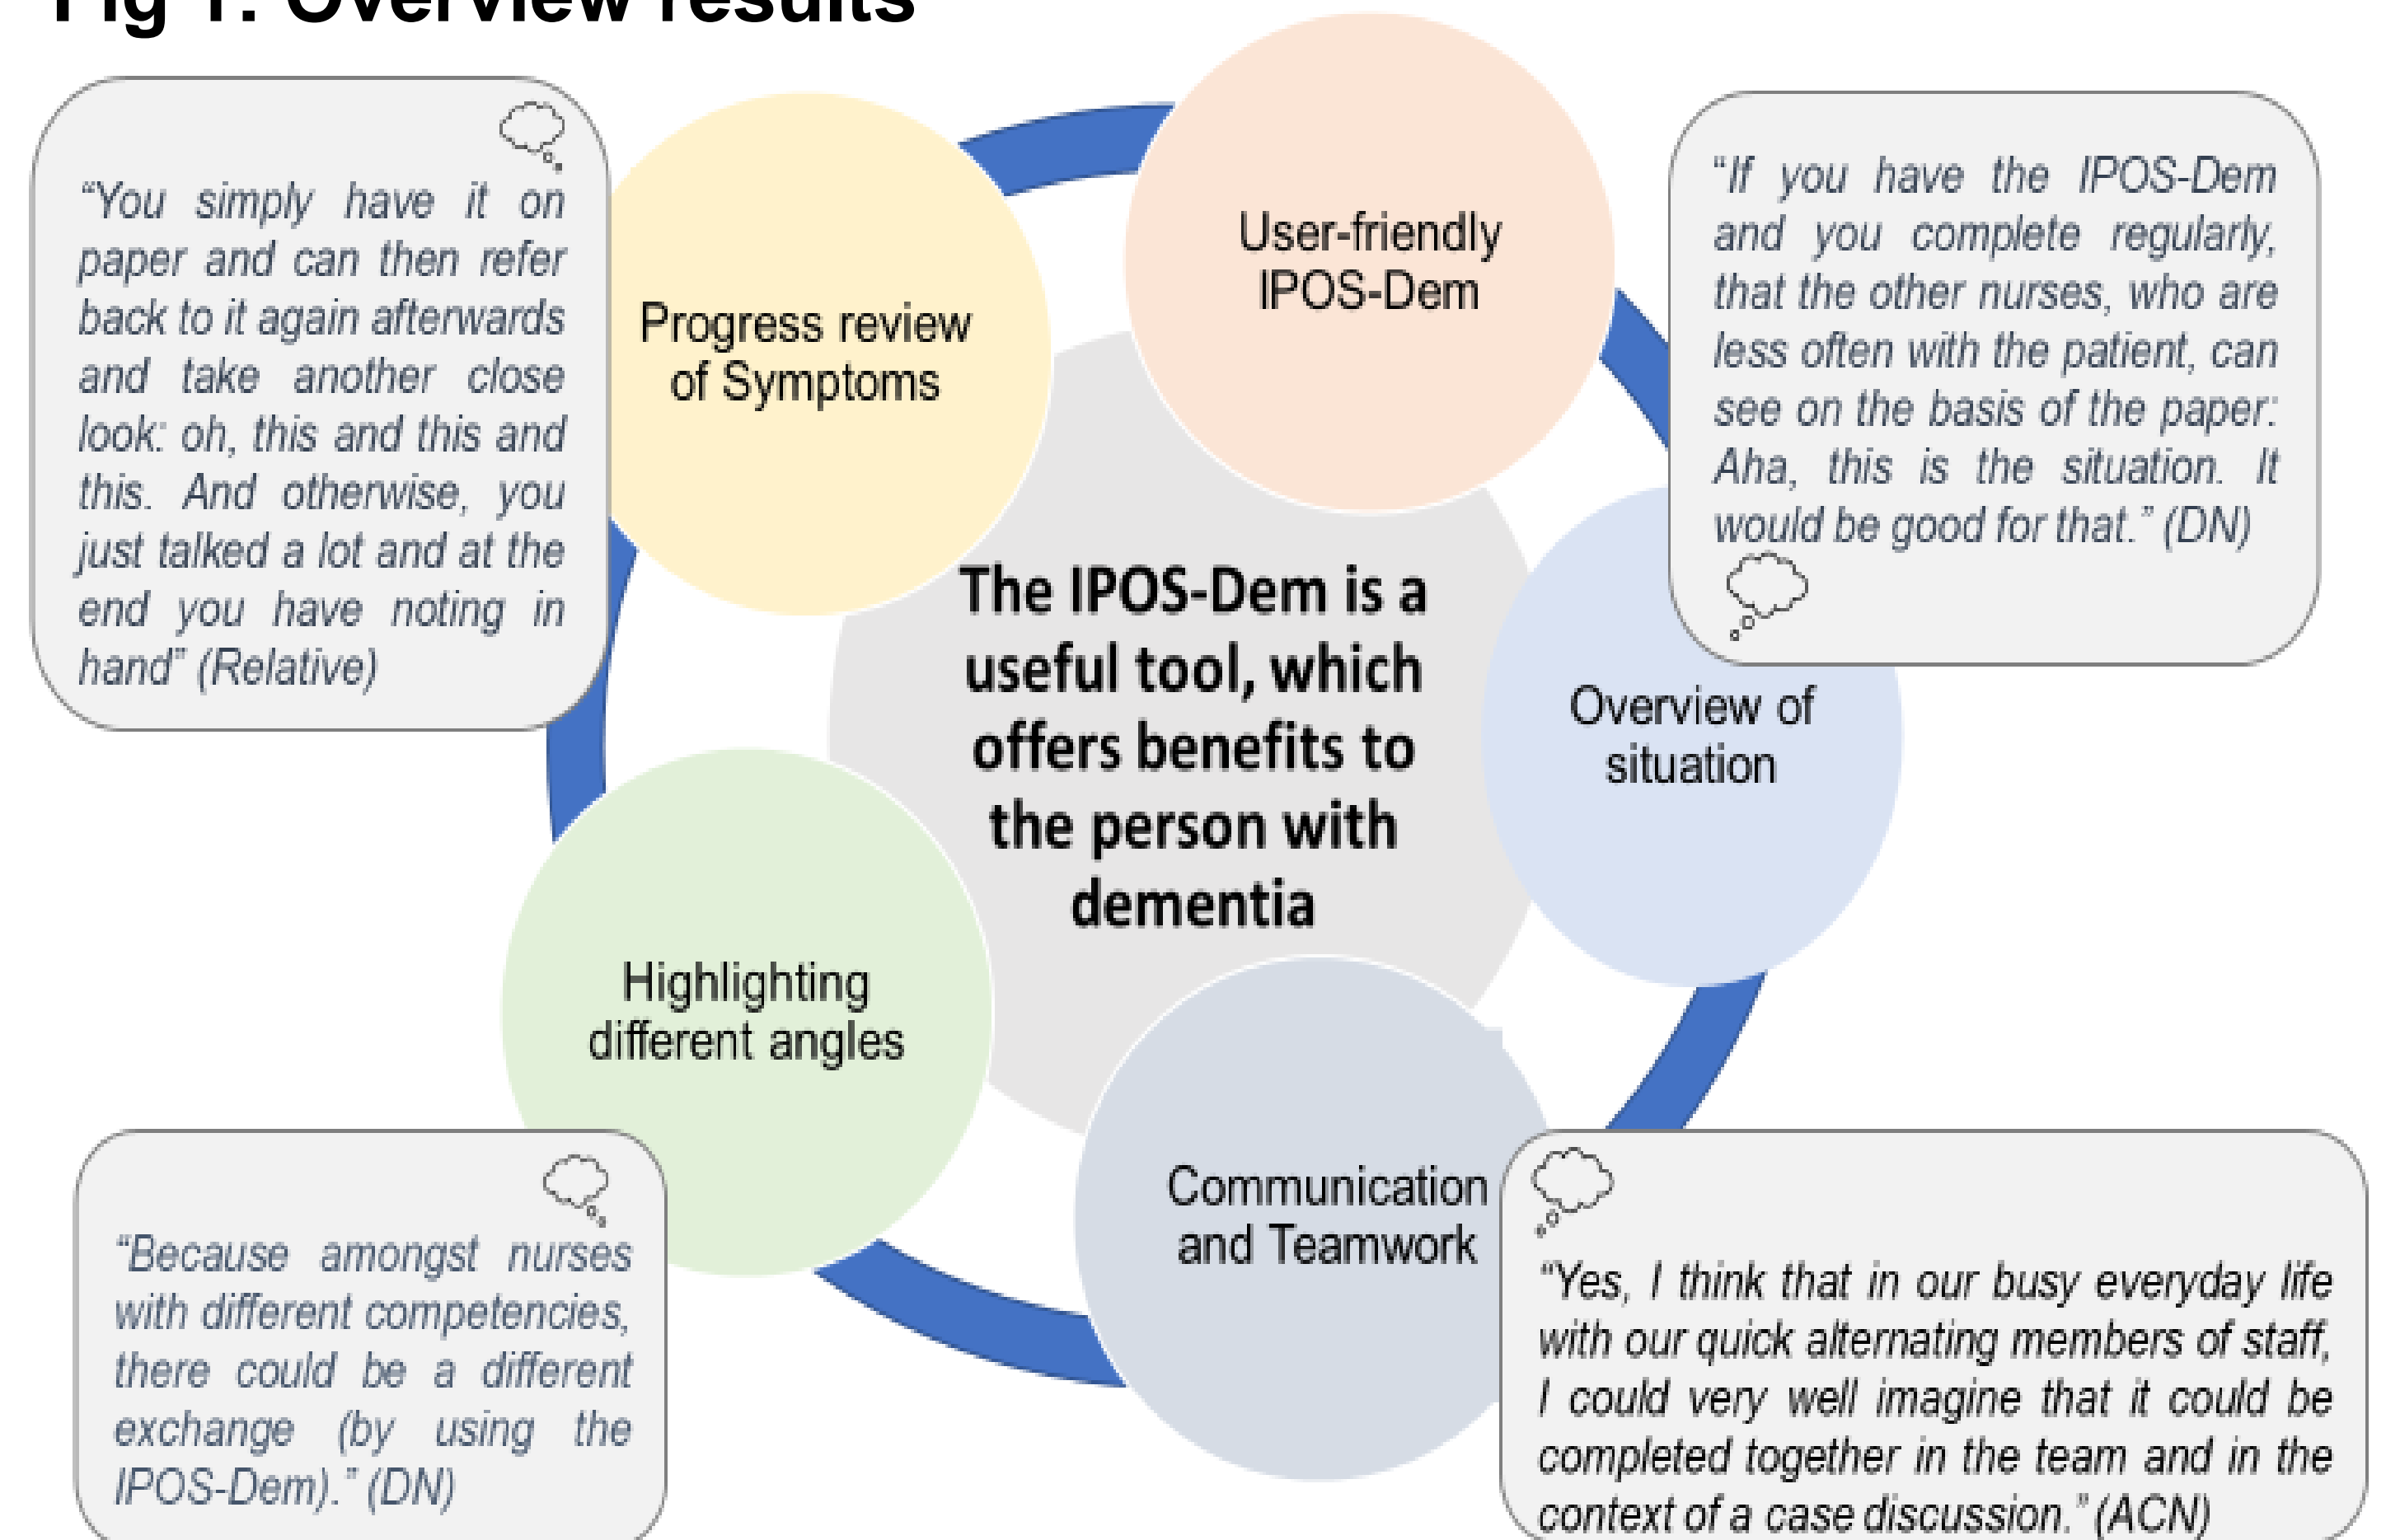 Fig 1: Overview results
“You simply have it on
paper and can then refer
back to it again afterwards
and take another close
look: oh, this and this and
this. And otherwise, you
just talked a lot and at the
end you have noting in
hand” (Relative)
Progress review
of Symptoms
User-friendly
IPOS-Dem
“If you have the IPOS-Dem
and you complete regularly,
that the other nurses, who are
less often with the patient, can
see on the basis of the paper:
Aha, this is the situation. It
would be good for that.” (DN)
The IPOS-Dem is a
useful tool, which
offers benefits to
the person with
dementia
Overview of
situation
Highlighting
different angles
Communication
and Teamwork
“Because amongst nurses
with different competencies,
there could be a different
exchange (by using the
IPOS-Dem).” (DN)
“Yes, I think that in our busy everyday life
with our quick alternating members of staff,
I could very well imagine that it could be
completed together in the team and in the
context of a case discussion.” (ACN)